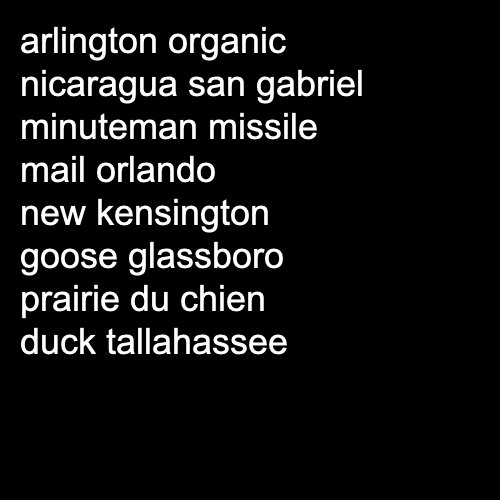 arlington organic
nicaragua san gabriel
minuteman missile
mail orlando
new kensington
goose glassboro
prairie du chien
duck tallahassee